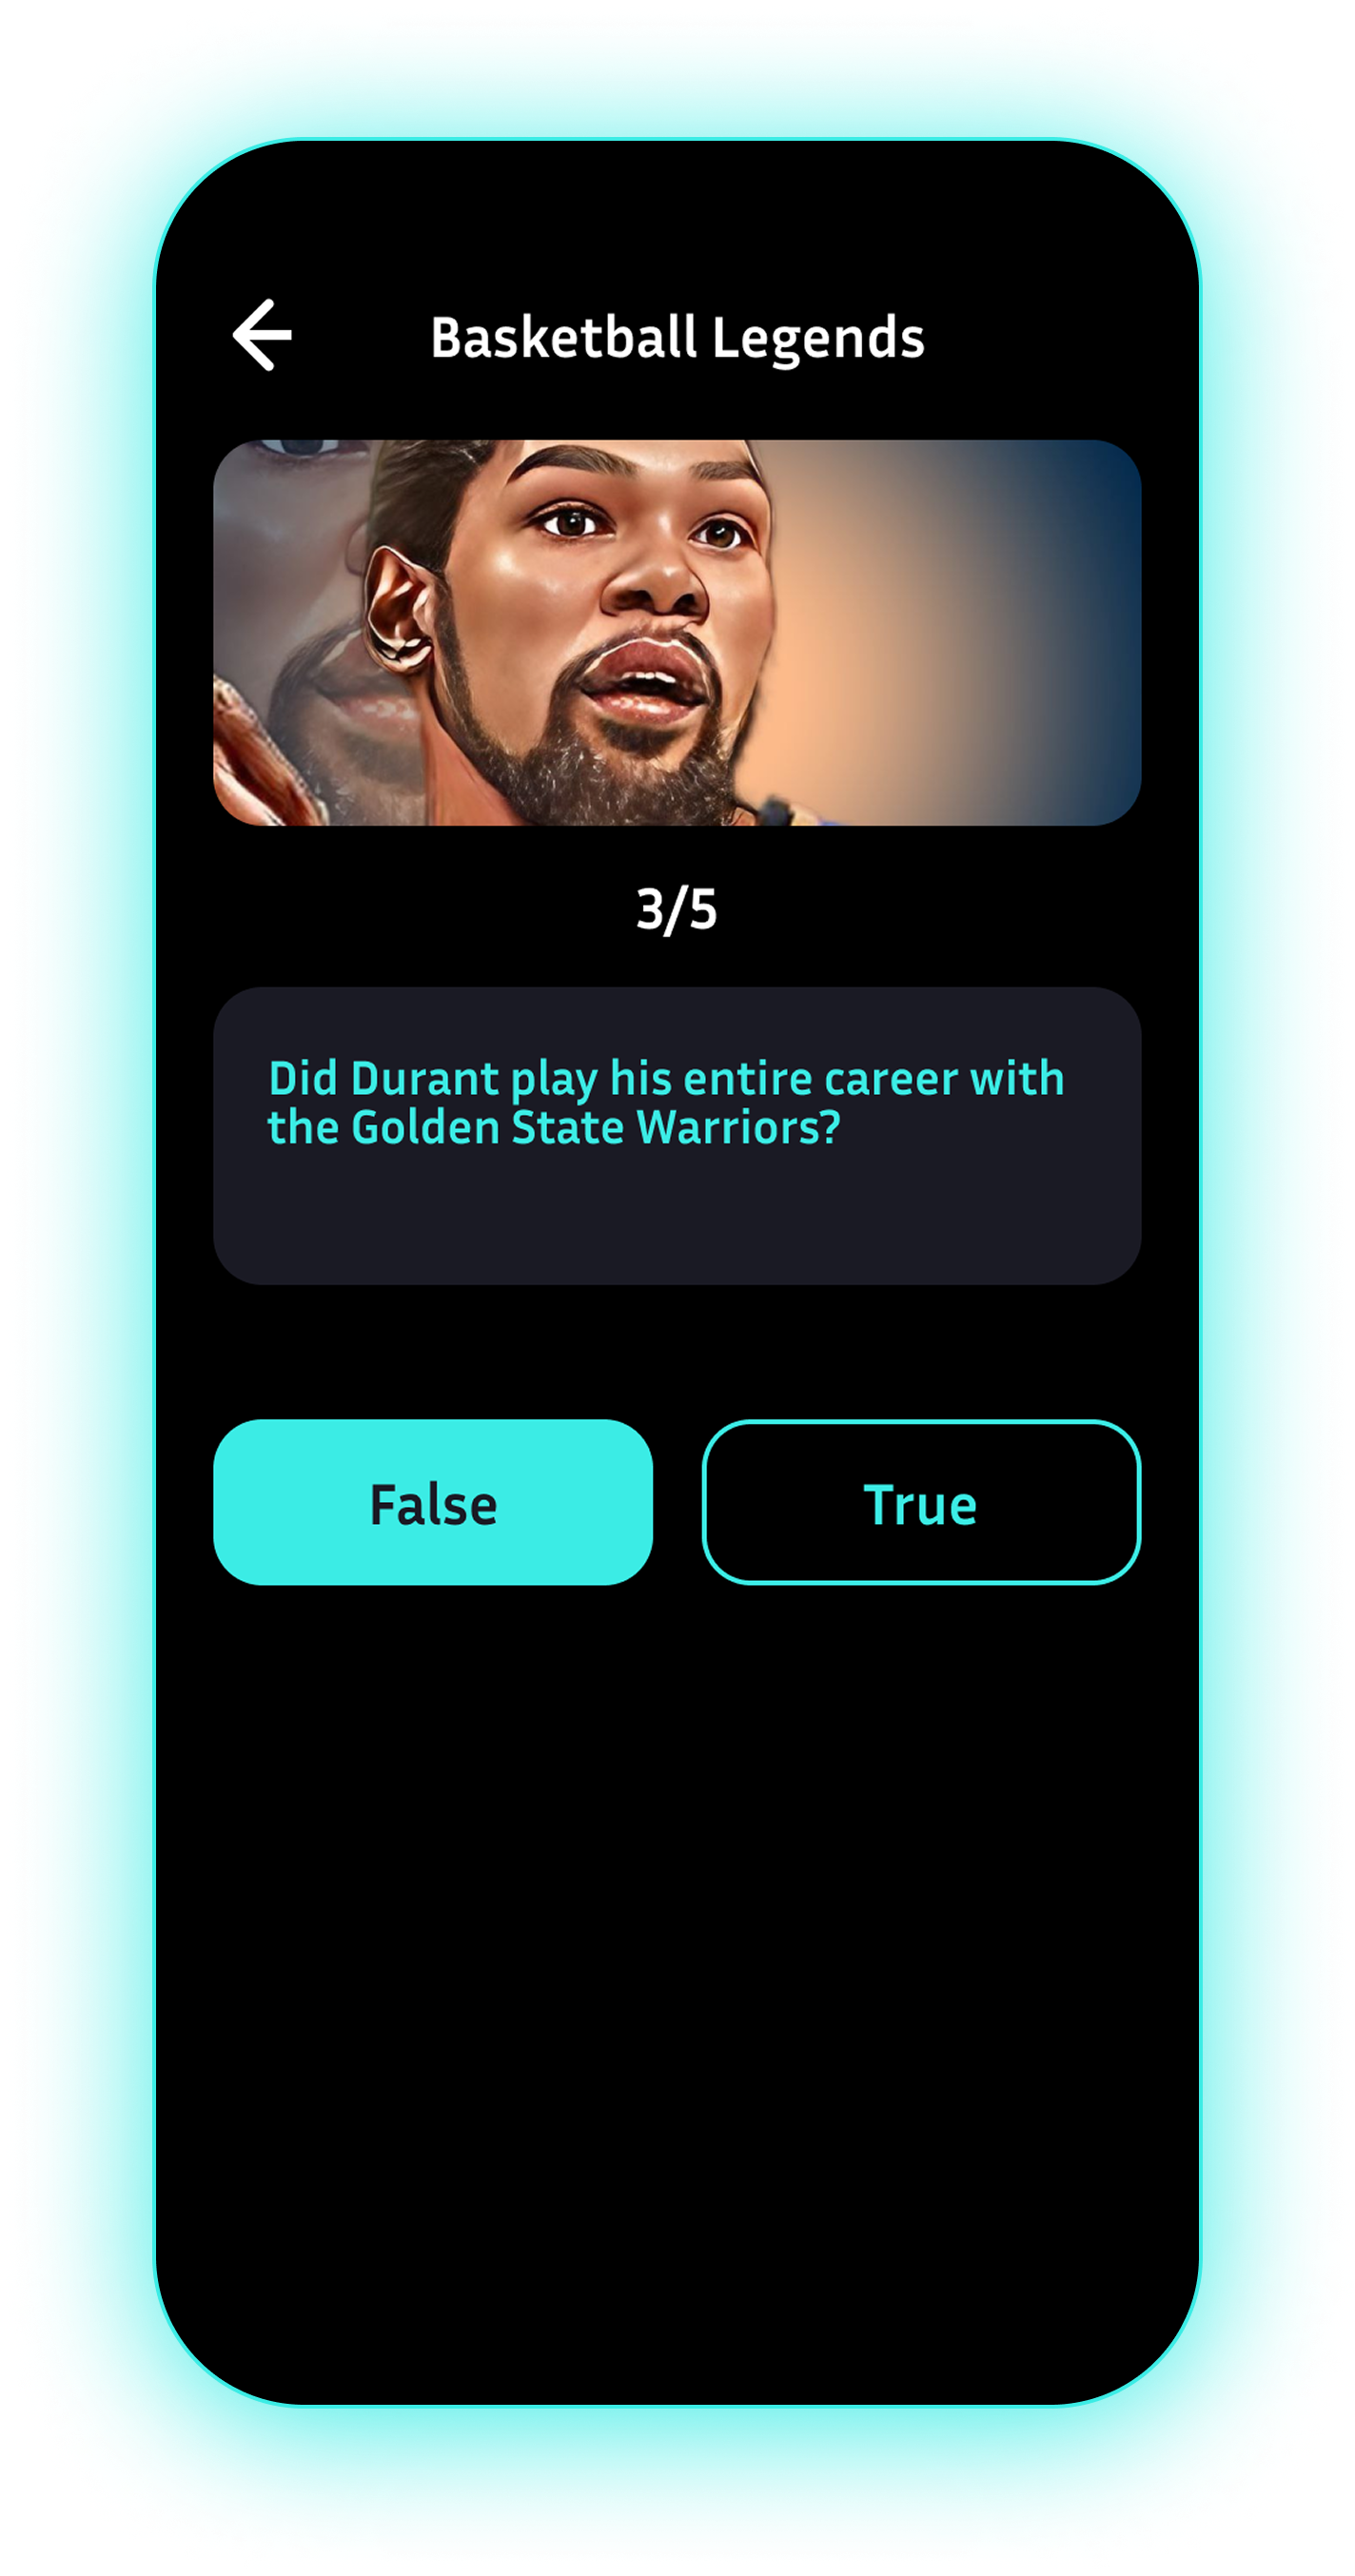 Basketball Legends
3/5
Did Durant play his entire career with
the Golden State Warriors?
False
True